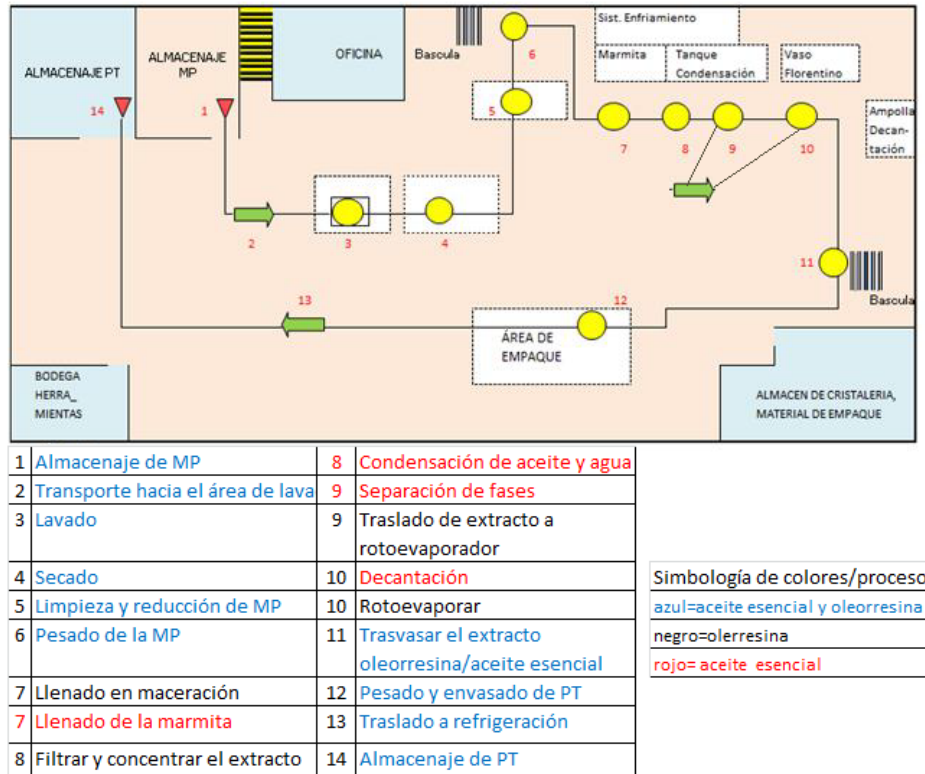 Sist. Enfriamiento
ALMACENAJE PT
ALMACENAJE
MP
OFICINA
Bascula
6
Marmita
Tanque
Condensación
Vaso
Florentino
14
1
5
7
8
9
10
Ampolla
Decan-
tación
2
3
4
11
Bascula
13
12
ÁREA DE
EMPAQUE
BODEGA
HERRA_
MIENTAS
ALMACEN DE CRISTALERIA,
MATERIAL DE EMPAQUE
1 Almacenaje de MP 8 Condensación de aceite y agua
2 Transporte hacia el área de lava 9 Separación de fases
3 Lavado 9 Traslado de extracto a
rotoevaporador
4 Secado 10 Decantación
5 Limpieza y reducción de MP 10 Rotoevaporar
6 Pesado de la MP 11 Trasvasar el extracto
oleorresina/aceite esencial
7 Llenado en maceración 12 Pesado y envasado de PT
7 Llenado de la marmita 13 Traslado a refrigeración
8 Filtrar y concentrar el extracto 14 Almacenaje de PT
Simbología de colores/proceso
azul=aceite esencial y oleorresina
negro=olerresina
rojo= aceite esencial